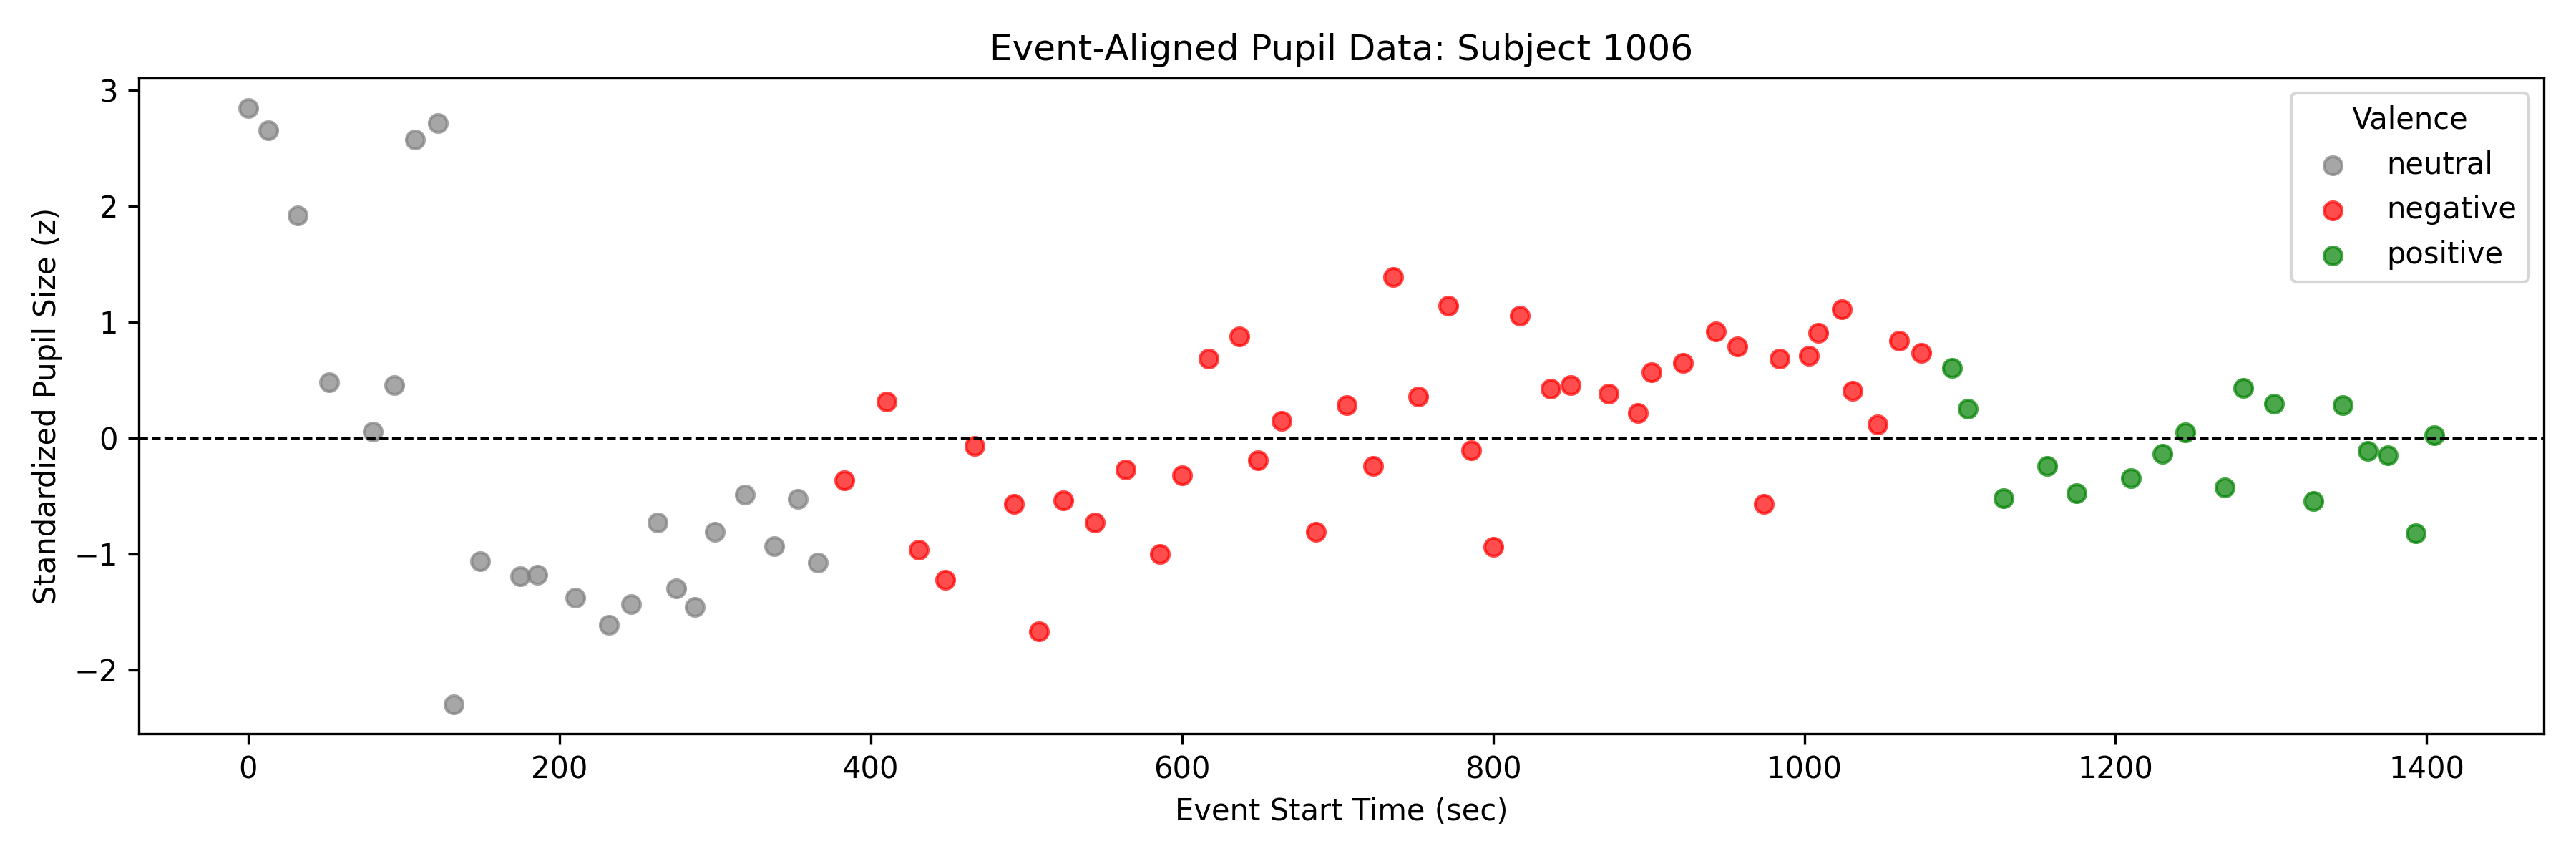 Event-Aligned Pupil Data: Subject 1006
Standardized Pupil Size (z)
3
2
1
0
−1
−2
Valence
neutral
negative
positive
0 200 400 600 800 1000 1200 1400
Event Start Time (sec)